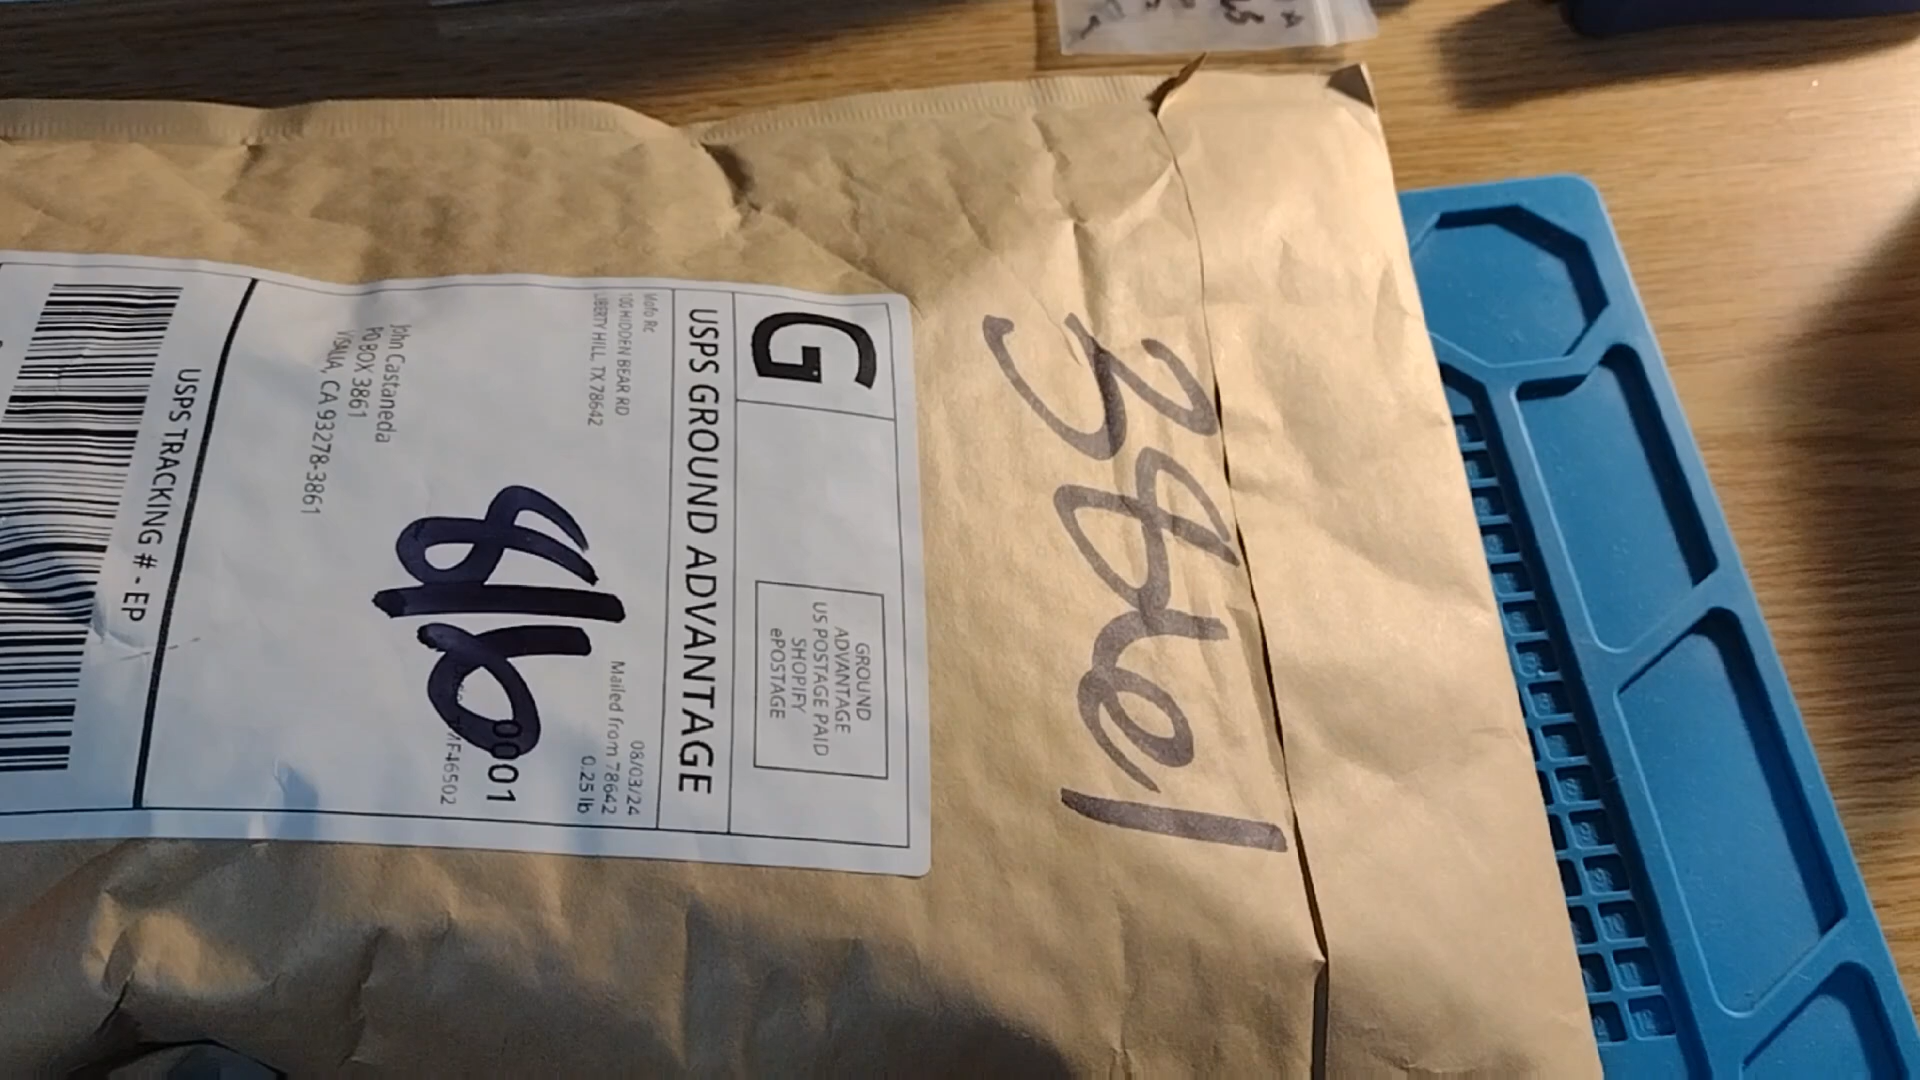 G
GROUND
ADVANTAGE
US POSTAGE PAID
SHOPIFY
ePOSTAGE
USPS GROUND ADVANTAGE
Mofo Rc
100 HIDDEN BEAR RD
LIBERTY HILL, TX 78642
08/03/24
Mailed from 78642
0.25 lb
0001
John Castaneda
PO BOX 3861
VISALIA, CA 93278-3861
USPS TRACKING # - EP
3861
8/6